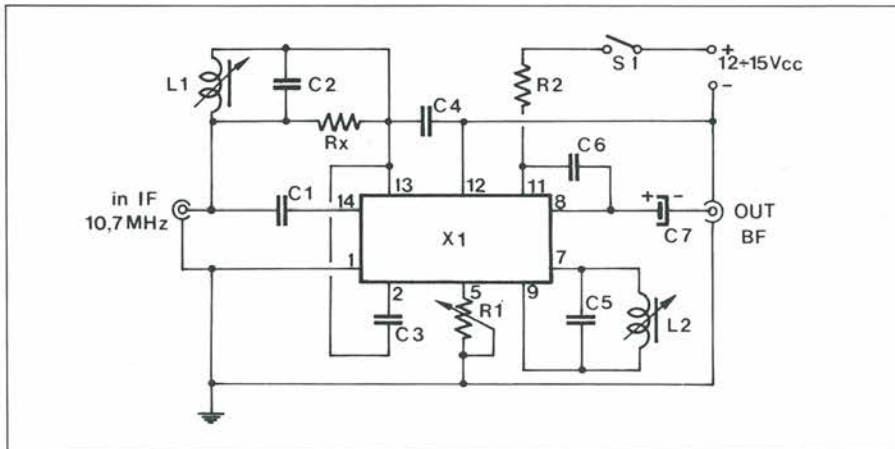 L1
C2
Rx
C4
R2
S1
+
12÷15Vcc
-
C6
in IF
10,7MHz
C1
14
13
12
11
8
+ -
C7
OUT
BF
X1
1
2
5
9
7
C3
R1
C5
L2